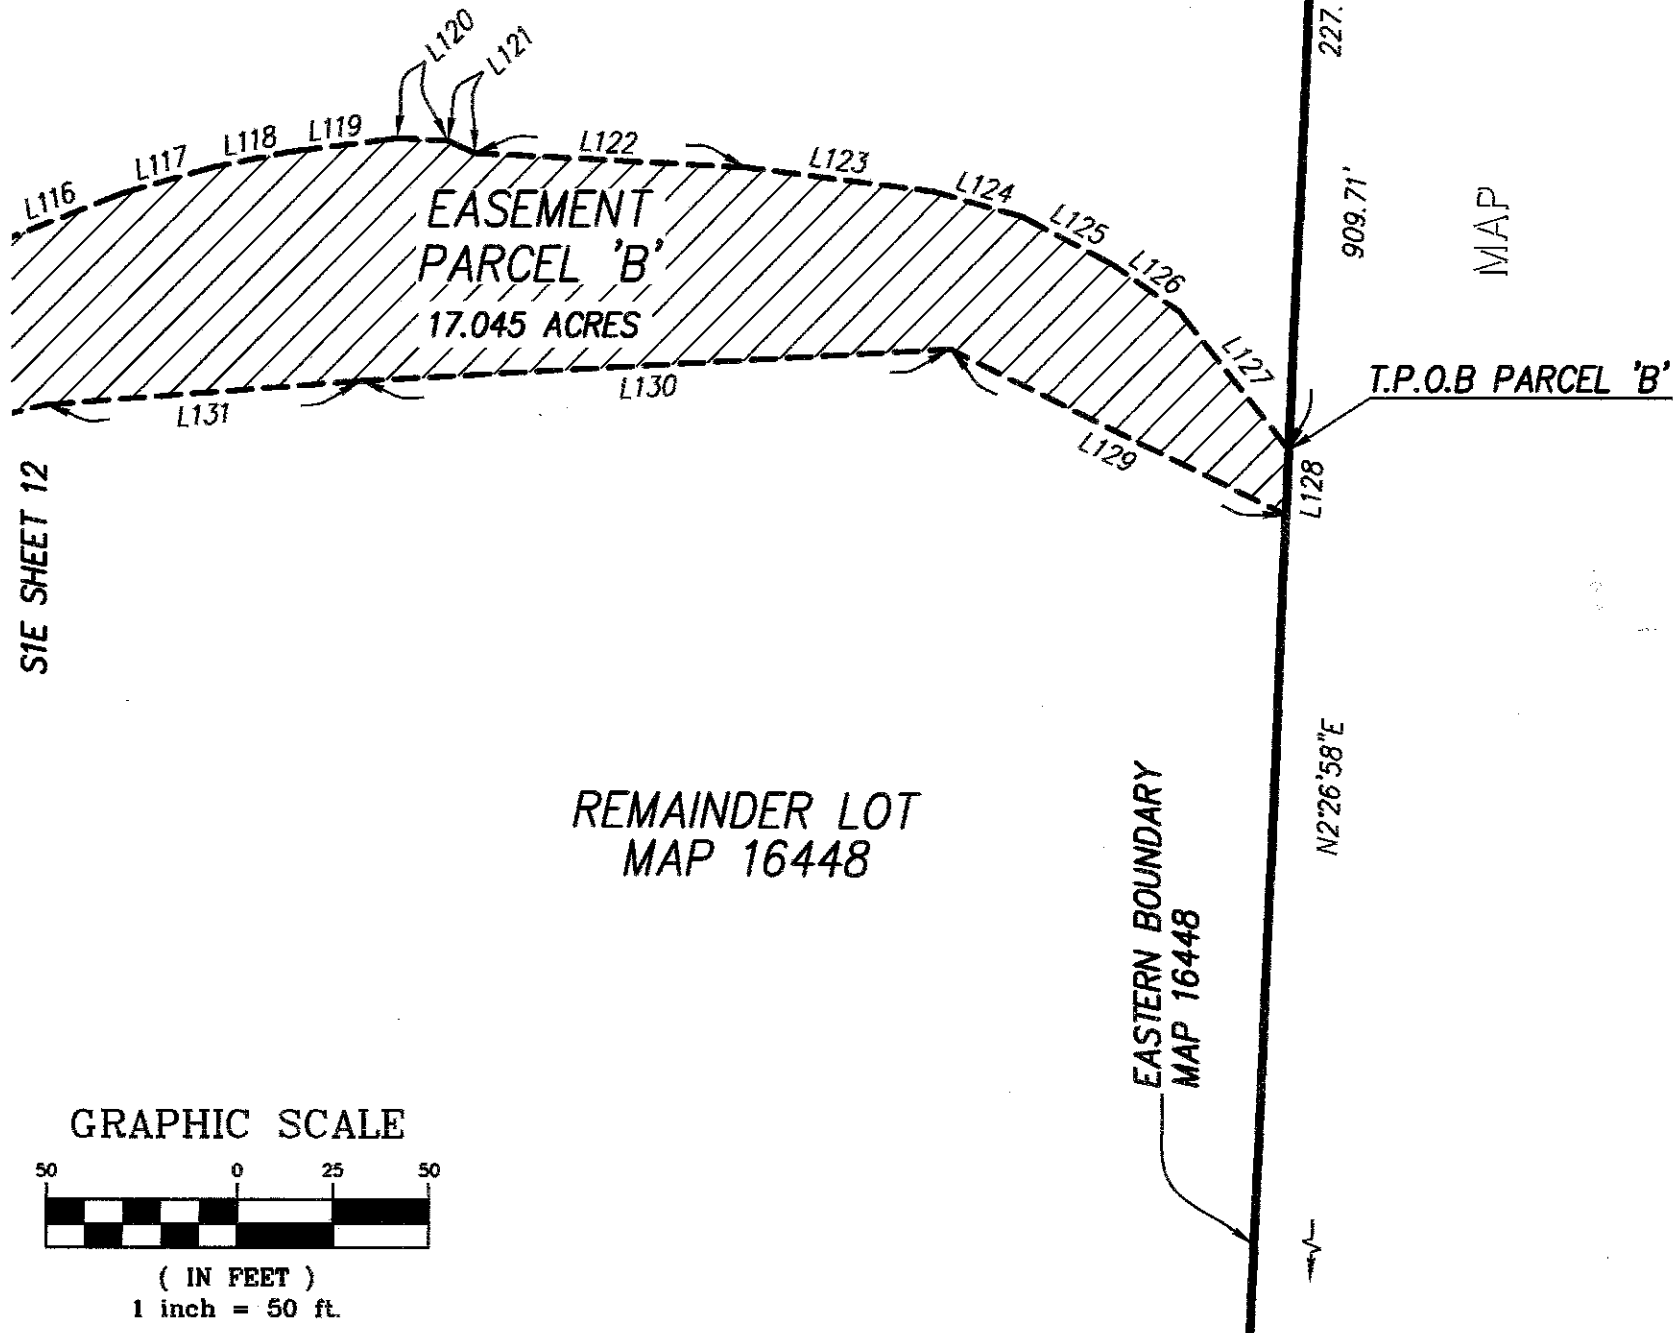 L120
L121
227.
L116
L117
L118
L119
L122
L123
L124
L125
L126
L127
EASEMENT
PARCEL 'B'
17.045 ACRES
909.71'
MAP
T.P.O.B PARCEL 'B'
L131
L130
L129
L128
SHEET 12
N2°26'58"E
REMAINDER LOT
MAP 16448
EASTERN BOUNDARY
MAP 16448
GRAPHIC SCALE
50 0 25 50
( IN FEET )
1 inch = 50 ft.